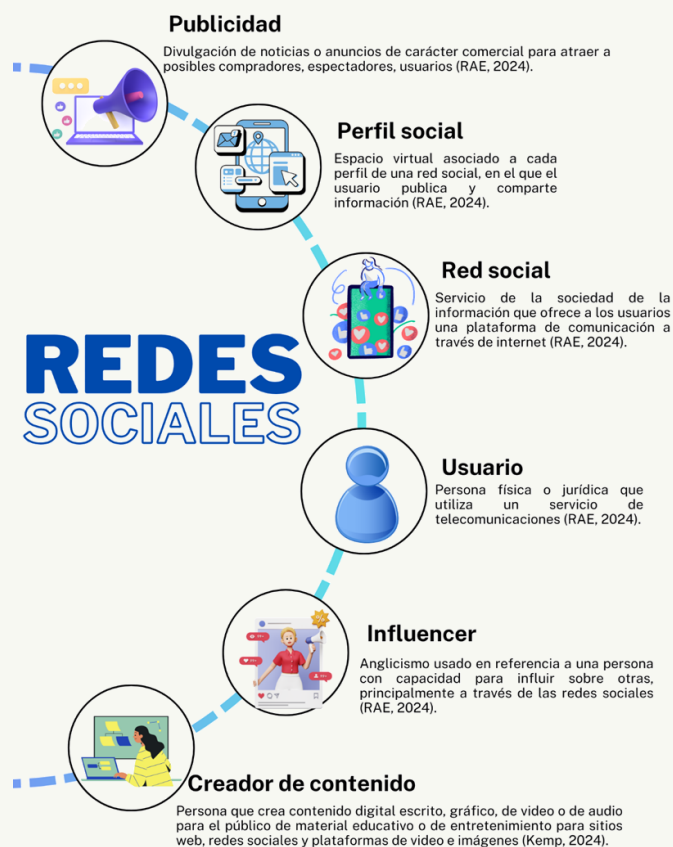 Publicidad
Divulgación de noticias o anuncios de carácter comercial para atraer a
posibles compradores, espectadores, usuarios (RAE, 2024).
Perfil social
Espacio virtual asociado a cada
perfil de una red social, en el que el
usuario publica y comparte
información (RAE, 2024).
Red social
Servicio de la sociedad de la
información que ofrece a los usuarios
una plataforma de comunicación a
través de internet (RAE, 2024).
REDES
SOCIALES
Usuario
Persona física o jurídica que
utiliza un servicio de
telecomunicaciones (RAE, 2024).
Influencer
Anglicismo usado en referencia a una persona
con capacidad para influir sobre otras,
principalmente a través de las redes sociales
(RAE, 2024).
Creador de contenido
Persona que crea contenido digital escrito, gráfico, de video o de audio
para el público de material educativo o de entretenimiento para sitios
web, redes sociales y plataformas de video e imágenes (Kemp, 2024).